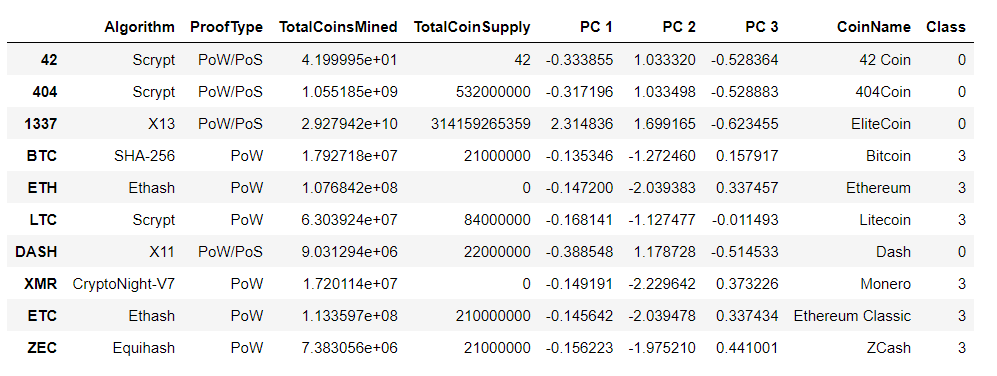 Algorithm ProofType TotalCoinsMined TotalCoinSupply PC 1 PC 2 PC 3 CoinName Class
42 Scrypt PoW/PoS 4.199995e+01 42 -0.333855 1.033320 -0.528364 42 Coin 0
404 Scrypt PoW/PoS 1.055185e+09 532000000 -0.317196 1.033498 -0.528883 404Coin 0
1337 X13 PoW/PoS 2.927942e+10 314159265359 2.314836 1.699165 -0.623455 EliteCoin 0
BTC SHA-256 PoW 1.792718e+07 21000000 -0.135346 -1.272460 0.157917 Bitcoin 3
ETH Ethash PoW 1.076842e+08 0 -0.147200 -2.039383 0.337457 Ethereum 3
LTC Scrypt PoW 6.303924e+07 84000000 -0.168141 -1.127477 -0.011493 Litecoin 3
DASH X11 PoW/PoS 9.031294e+06 22000000 -0.388548 1.178728 -0.514533 Dash 0
XMR CryptoNight-V7 PoW 1.720114e+07 0 -0.149191 -2.229642 0.373226 Monero 3
ETC Ethash PoW 1.133597e+08 210000000 -0.145642 -2.039478 0.337434 Ethereum Classic 3
ZEC Equihash PoW 7.383056e+06 21000000 -0.156223 -1.975210 0.441001 ZCash 3